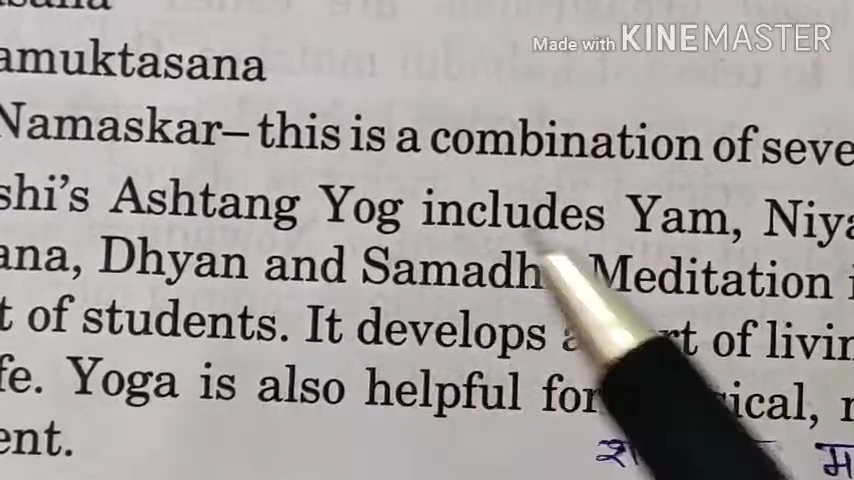 Made with KINEMASTER
amuktasana
Namaskar– this is a combination of seve
shi's Ashtang Yog includes Yam, Niya
ana, Dhyan and Samadh Meditation i
t of students. It develops a rt of livin
fe. Yoga is also helpful for ical, m
ent.